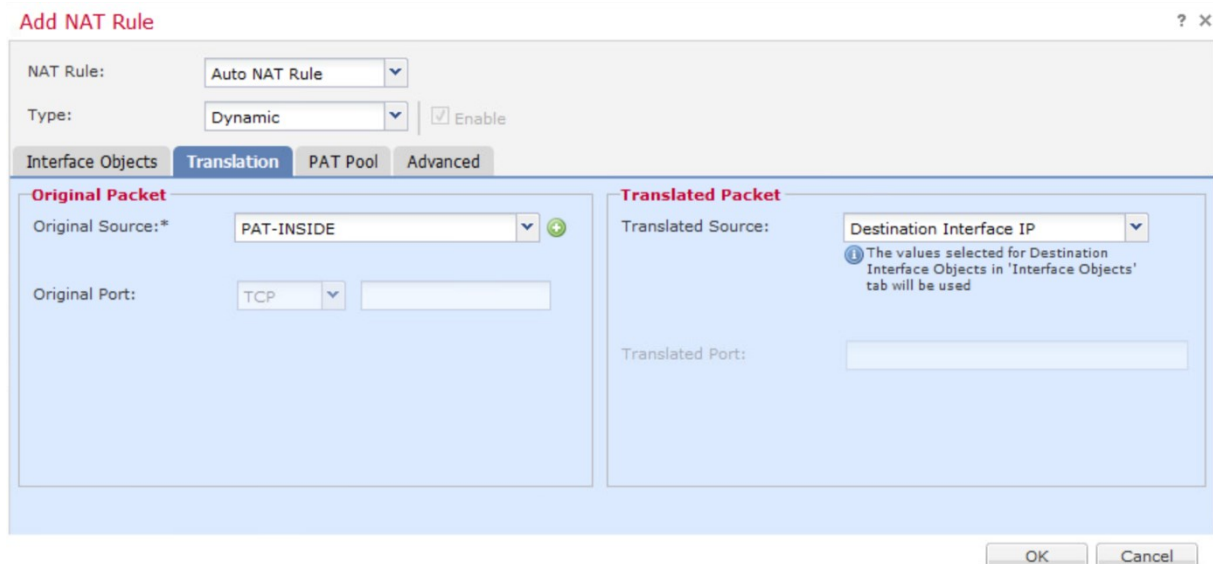 Add NAT Rule
? ×
NAT Rule:
Auto NAT Rule
Type:
Dynamic
Enable
Interface Objects
Translation
PAT Pool
Advanced
Original Packet
Original Source:*
PAT-INSIDE
Original Port:
TCP
Translated Packet
Translated Source:
Destination Interface IP
The values selected for Destination
Interface Objects in 'Interface Objects'
tab will be used
Translated Port:
OK
Cancel